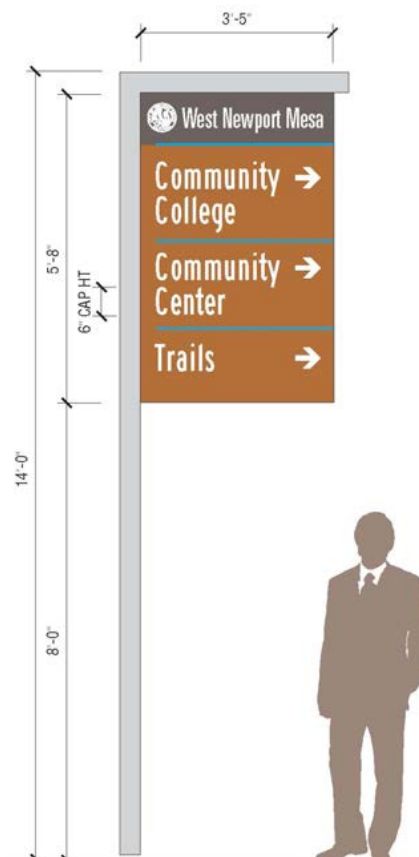 3'-5"
West Newport Mesa
Community
College
Community
Center
Trails
5'-8"
6" CAP HT
14'-0"
8'-0"